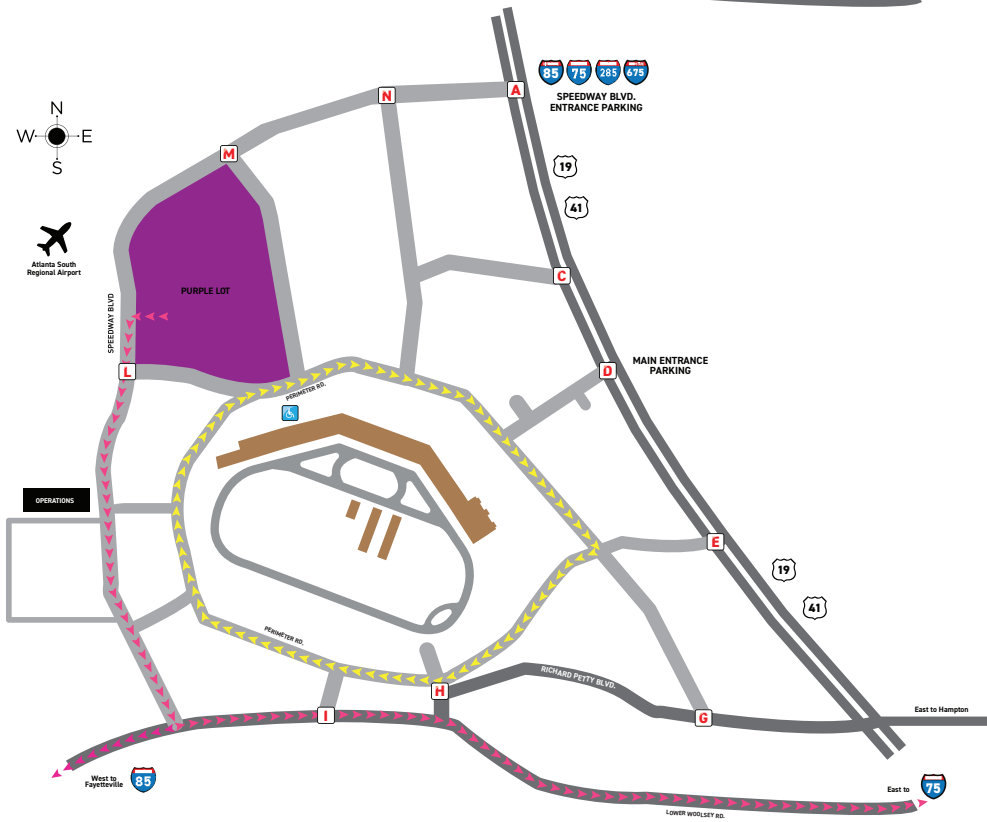 85 75 285 675
SPEEDWAY BLVD.
ENTRANCE PARKING
A
N
N
W E
S
M
19
41
Atlanta South
Regional Airport
C
PURPLE LOT
SPEEDWAY BLVD
L
MAIN ENTRANCE
PARKING
D
PERIMETER RD.
OPERATIONS
E
19
41
PERIMETER RD.
RICHARD PETTY BLVD.
H
I
G
East to Hampton
West to
Fayetteville
85
East to
75
LOWER WOOLSEY RD.